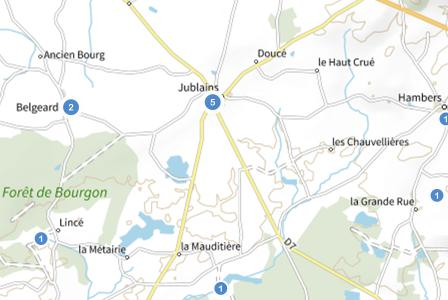 Doucé
Ancien Bourg
le Haut Crué
Jublains
5
Hambers
Belgeard 2
1
les Chauvellières
Forêt de Bourgon
1
la Grande Rue
Lincé
1
la Métairie
la Mauditière
D7
1